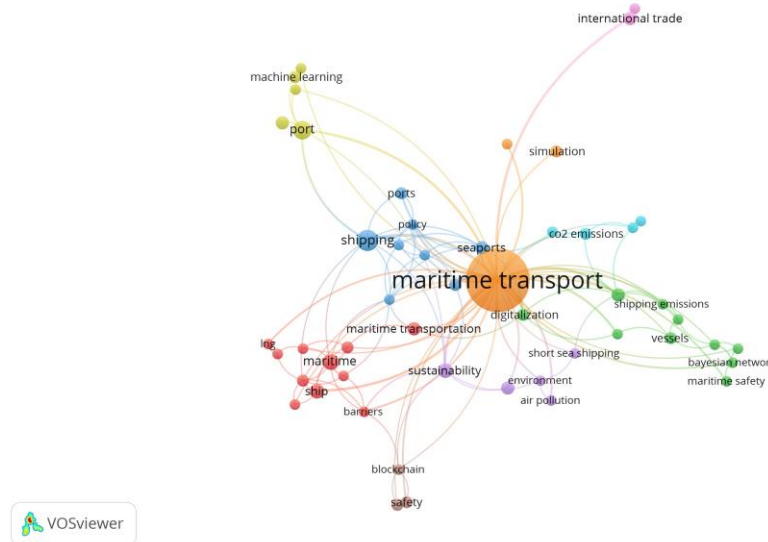 international trade
machine learning
port
simulation
ports
policy
shipping
seaports
co2 emissions
maritime transport
shipping emissions
digitalization
maritime transportation
vessels
lng
maritime
short sea shipping
bayesian networ
sustainability
environment
maritime safety
ship
air pollution
barriers
blockchain
safety
VOSviewer